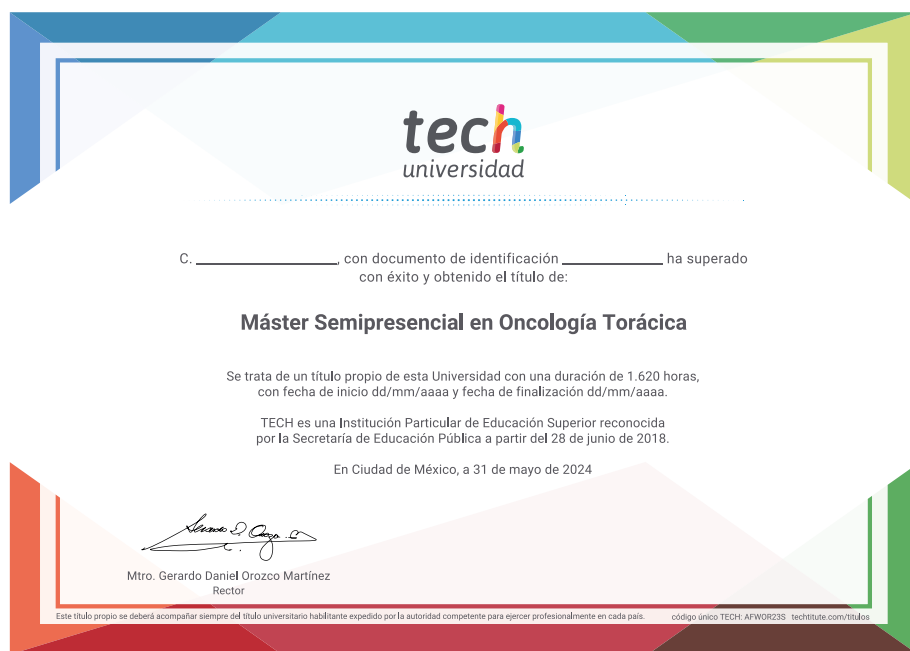 tech
universidad
C. ____________________, con documento de identificación ______________ ha superado
con éxito y obtenido el título de:
Máster Semipresencial en Oncología Torácica
Se trata de un título propio de esta Universidad con una duración de 1.620 horas,
con fecha de inicio dd/mm/aaaa y fecha de finalización dd/mm/aaaa.
TECH es una Institución Particular de Educación Superior reconocida
por la Secretaría de Educación Pública a partir del 28 de junio de 2018.
En Ciudad de México, a 31 de mayo de 2024
Mtro. Gerardo Daniel Orozco Martínez
Rector
Este título propio se deberá acompañar siempre del título universitario habilitante expedido por la autoridad competente para ejercer profesionalmente en cada país. código único TECH: AFWOR23S techtitute.com/titulos